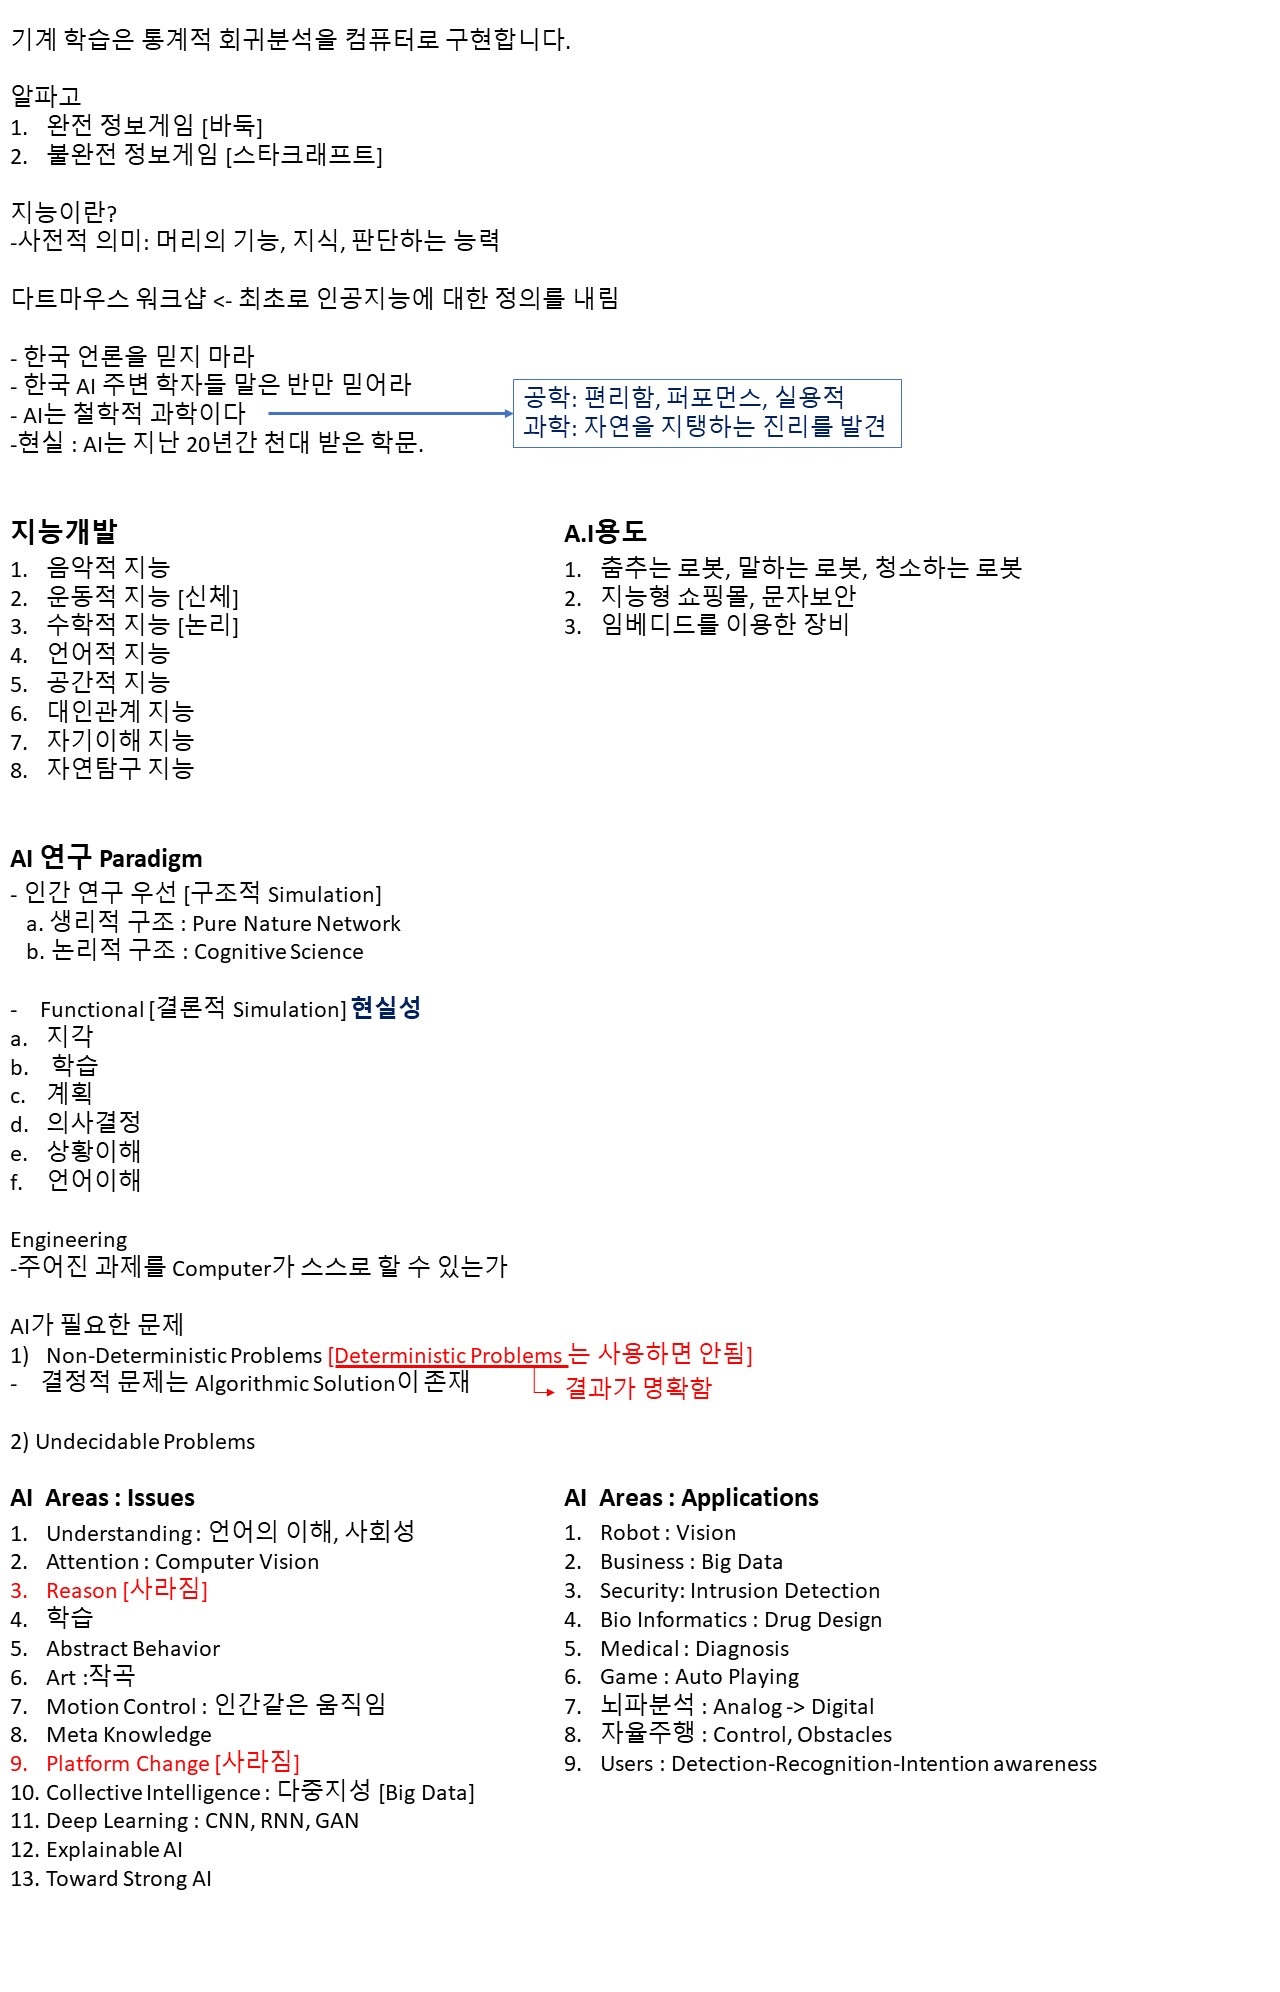 기계 학습은 통계적 회귀분석을 컴퓨터로 구현합니다.
알파고
1. 완전 정보게임 [바둑]
2. 불완전 정보게임 [스타크래프트]
지능이란?
-사전적 의미: 머리의 기능, 지식, 판단하는 능력
다트마우스 워크샵 <- 최초로 인공지능에 대한 정의를 내림
- 한국 언론을 믿지 마라
- 한국 AI 주변 학자들 말은 반만 믿어라
- AI는 철학적 과학이다
-현실 : AI는 지난 20년간 천대 받은 학문.
공학: 편리함, 퍼포먼스, 실용적
과학: 자연을 지탱하는 진리를 발견
지능개발
1. 음악적 지능
2. 운동적 지능 [신체]
3. 수학적 지능 [논리]
4. 언어적 지능
5. 공간적 지능
6. 대인관계 지능
7. 자기이해 지능
8. 자연탐구 지능
A.I용도
1. 춤추는 로봇, 말하는 로봇, 청소하는 로봇
2. 지능형 쇼핑몰, 문자보안
3. 임베디드를 이용한 장비
AI 연구 Paradigm
- 인간 연구 우선 [구조적 Simulation]
a. 생리적 구조 : Pure Nature Network
b. 논리적 구조 : Cognitive Science
- Functional [결론적 Simulation] 현실성
a. 지각
b. 학습
c. 계획
d. 의사결정
e. 상황이해
f. 언어이해
Engineering
-주어진 과제를 Computer가 스스로 할 수 있는가
AI가 필요한 문제
1) Non-Deterministic Problems [Deterministic Problems 는 사용하면 안됨]
- 결정적 문제는 Algorithmic Solution이 존재
결과가 명확함
2) Undecidable Problems
AI Areas : Issues
1. Understanding : 언어의 이해, 사회성
2. Attention : Computer Vision
3. Reason [사라짐]
4. 학습
5. Abstract Behavior
6. Art :작곡
7. Motion Control : 인간같은 움직임
8. Meta Knowledge
9. Platform Change [사라짐]
10. Collective Intelligence : 다중지성 [Big Data]
11. Deep Learning : CNN, RNN, GAN
12. Explainable AI
13. Toward Strong AI
AI Areas : Applications
1. Robot : Vision
2. Business : Big Data
3. Security: Intrusion Detection
4. Bio Informatics : Drug Design
5. Medical : Diagnosis
6. Game : Auto Playing
7. 뇌파분석 : Analog -> Digital
8. 자율주행 : Control, Obstacles
9. Users : Detection-Recognition-Intention awareness